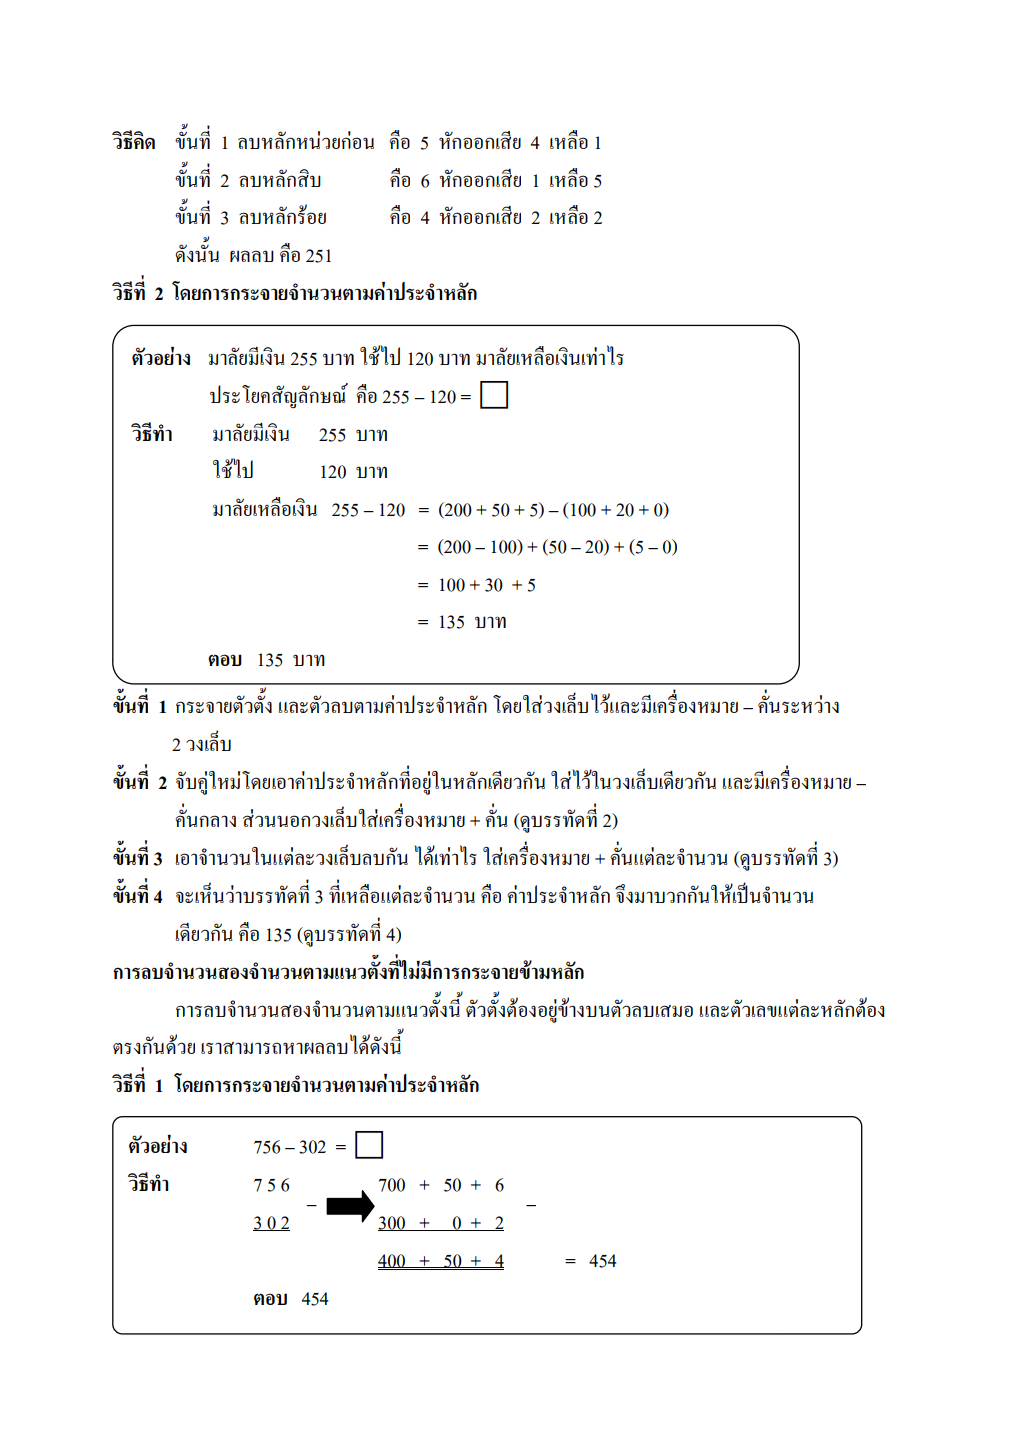 วิธีคิด ขั้นที่ 1 ลบหลักหน่วยก่อน คือ 5 หักออกเสีย 4 เหลือ 1
ขั้นที่ 2 ลบหลักสิบ คือ 6 หักออกเสีย 1 เหลือ 5
ขั้นที่ 3 ลบหลักร้อย คือ 4 หักออกเสีย 2 เหลือ 2
ดังนั้น ผลลบ คือ 251
วิธีที่ 2 โดยการกระจายจำนวนตามค่าประจำหลัก
ตัวอย่าง มาลัยมีเงิน 255 บาท ใช้ไป 120 บาท มาลัยเหลือเงินเท่าไร
ประโยคสัญลักษณ์ คือ 255 – 120 = □
วิธีทำ มาลัยมีเงิน 255 บาท
ใช้ไป 120 บาท
มาลัยเหลือเงิน 255 – 120 = (200 + 50 + 5) – (100 + 20 + 0)
= (200 – 100) + (50 – 20) + (5 – 0)
= 100 + 30 + 5
= 135 บาท
ตอบ 135 บาท
ขั้นที่ 1 กระจายตัวตั้ง และตัวลบตามค่าประจำหลัก โดยใส่วงเล็บไว้และมีเครื่องหมาย – คั่นระหว่าง
2 วงเล็บ
ขั้นที่ 2 จับคู่ใหม่โดยเอาค่าประจำหลักที่อยู่ในหลักเดียวกัน ใส่ไว้ในวงเล็บเดียวกัน และมีเครื่องหมาย –
คั่นกลาง ส่วนนอกวงเล็บใส่เครื่องหมาย + คั่น (ดูบรรทัดที่ 2)
ขั้นที่ 3 เอาจำนวนในแต่ละวงเล็บลบกัน ได้เท่าไร ใส่เครื่องหมาย + คั่นแต่ละจำนวน (ดูบรรทัดที่ 3)
ขั้นที่ 4 จะเห็นว่าบรรทัดที่ 3 ที่เหลือแต่ละจำนวน คือ ค่าประจำหลัก จึงมาบวกกันให้เป็นจำนวน
เดียวกัน คือ 135 (ดูบรรทัดที่ 4)
การลบจำนวนสองจำนวนตามแนวตั้งที่ไม่มีการกระจายข้ามหลัก
การลบจำนวนสองจำนวนตามแนวตั้งนี้ ตัวตั้งต้องอยู่ข้างบนตัวลบเสมอ และตัวเลขแต่ละหลักต้อง
ตรงกันด้วย เราสามารถหาผลลบได้ดังนี้
วิธีที่ 1 โดยการกระจายจำนวนตามค่าประจำหลัก
ตัวอย่าง 756 – 302 = □
วิธีทำ 7 5 6 700 + 50 + 6
– –
3 0 2 300 + 0 + 2
400 + 50 + 4 = 454
ตอบ 454